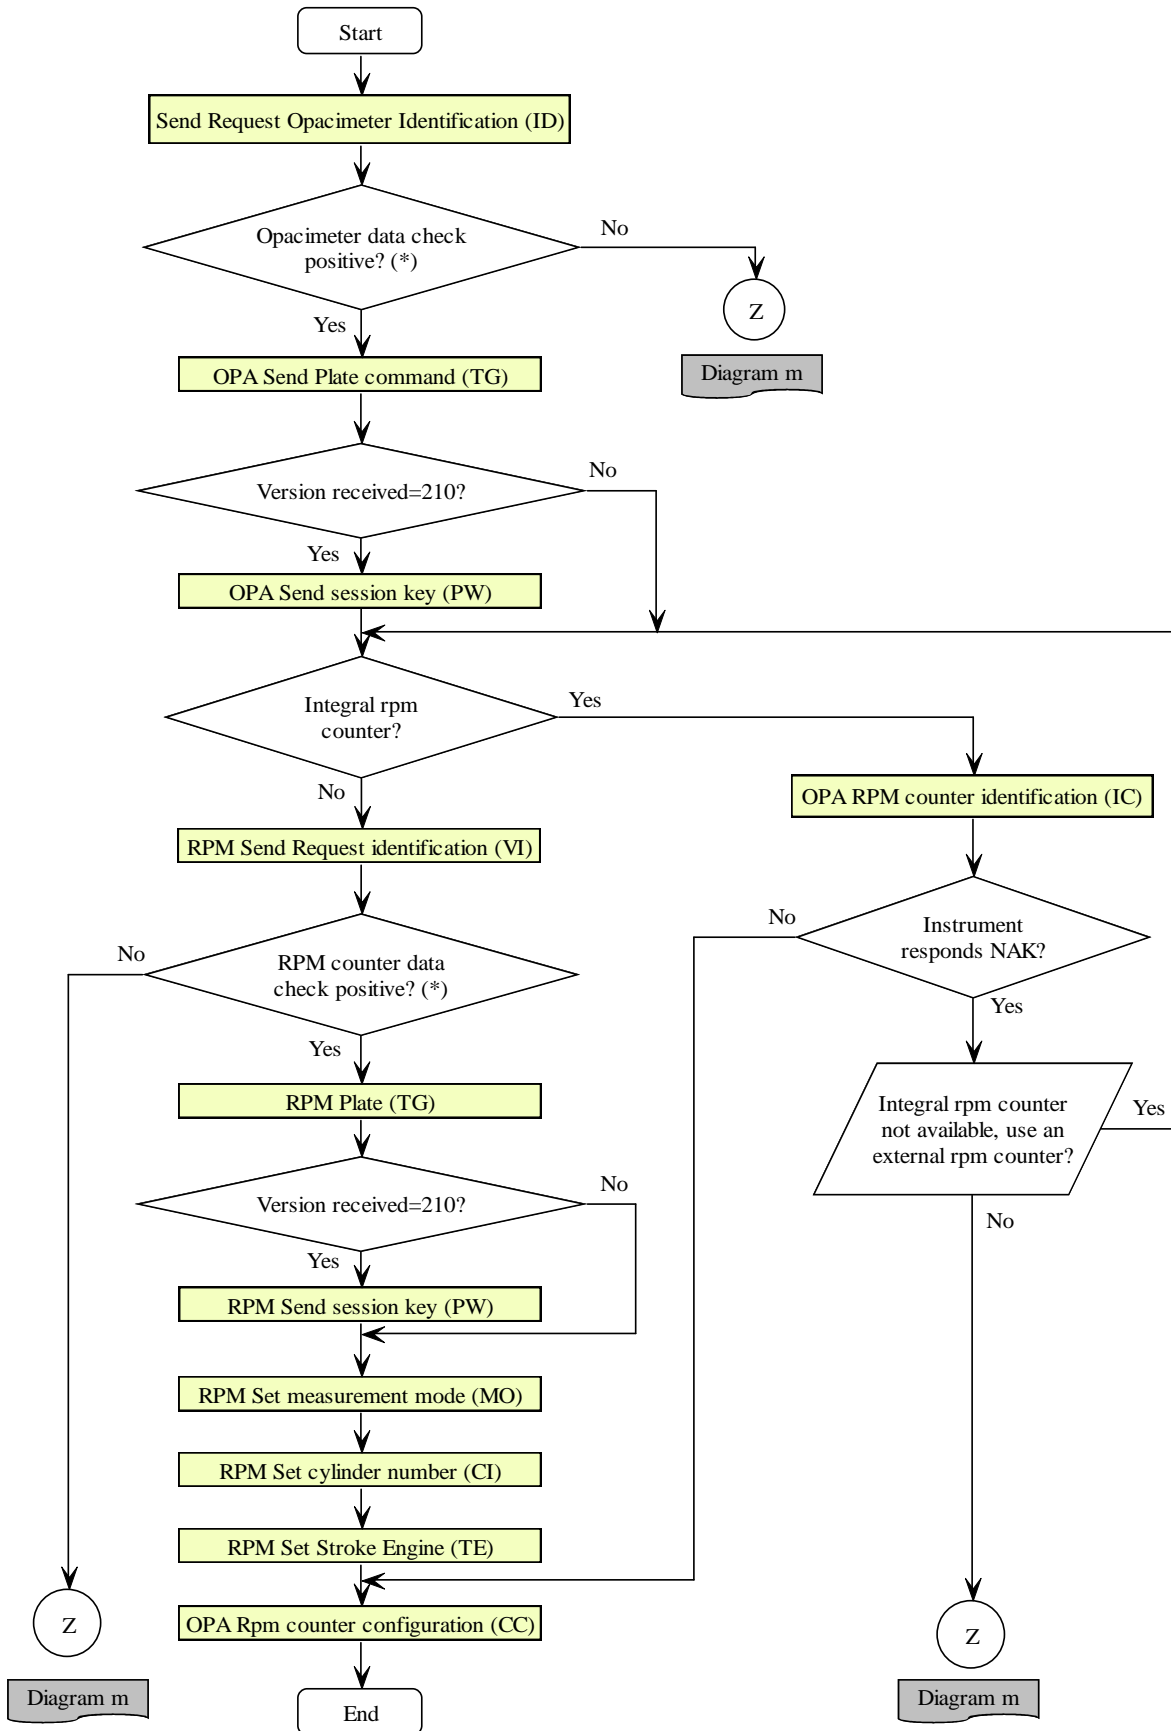 Start
Send Request Opacimeter Identification (ID)
Opacimeter data check
positive? (*)
No
Z
Diagram m
Yes
OPA Send Plate command (TG)
Version received=210?
No
Yes
OPA Send session key (PW)
Integral rpm
counter?
Yes
No
OPA RPM counter identification (IC)
RPM Send Request identification (VI)
Instrument
responds NAK?
No
Yes
RPM counter data
check positive? (*)
No
Yes
Integral rpm counter
not available, use an
external rpm counter?
Yes
No
RPM Plate (TG)
Version received=210?
No
Yes
RPM Send session key (PW)
RPM Set measurement mode (MO)
RPM Set cylinder number (CI)
RPM Set Stroke Engine (TE)
OPA Rpm counter configuration (CC)
Z
Z
Diagram m
End
Diagram m